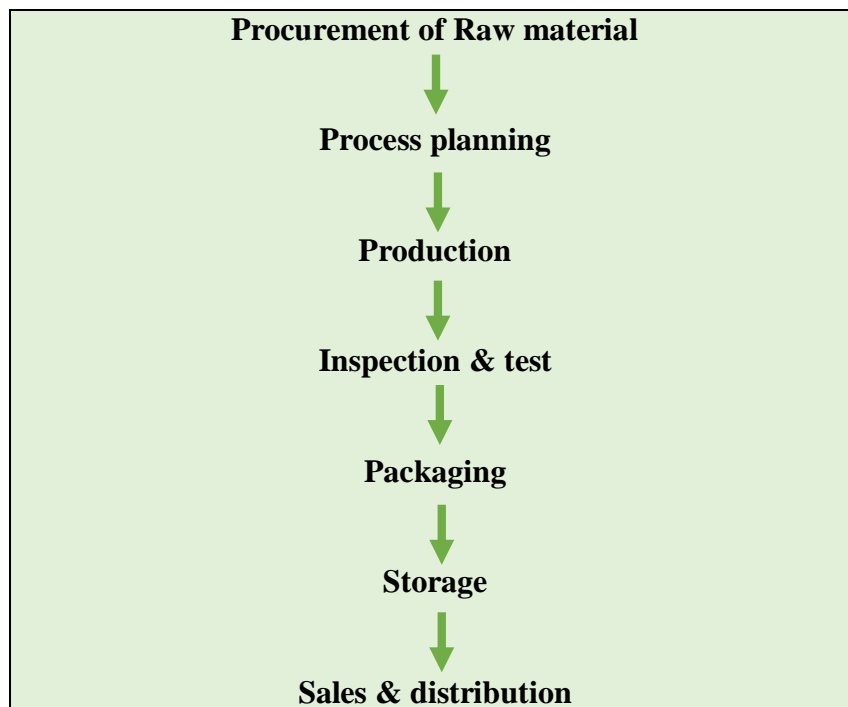 Procurement of Raw material
Process planning
Production
Inspection & test
Packaging
Storage
Sales & distribution